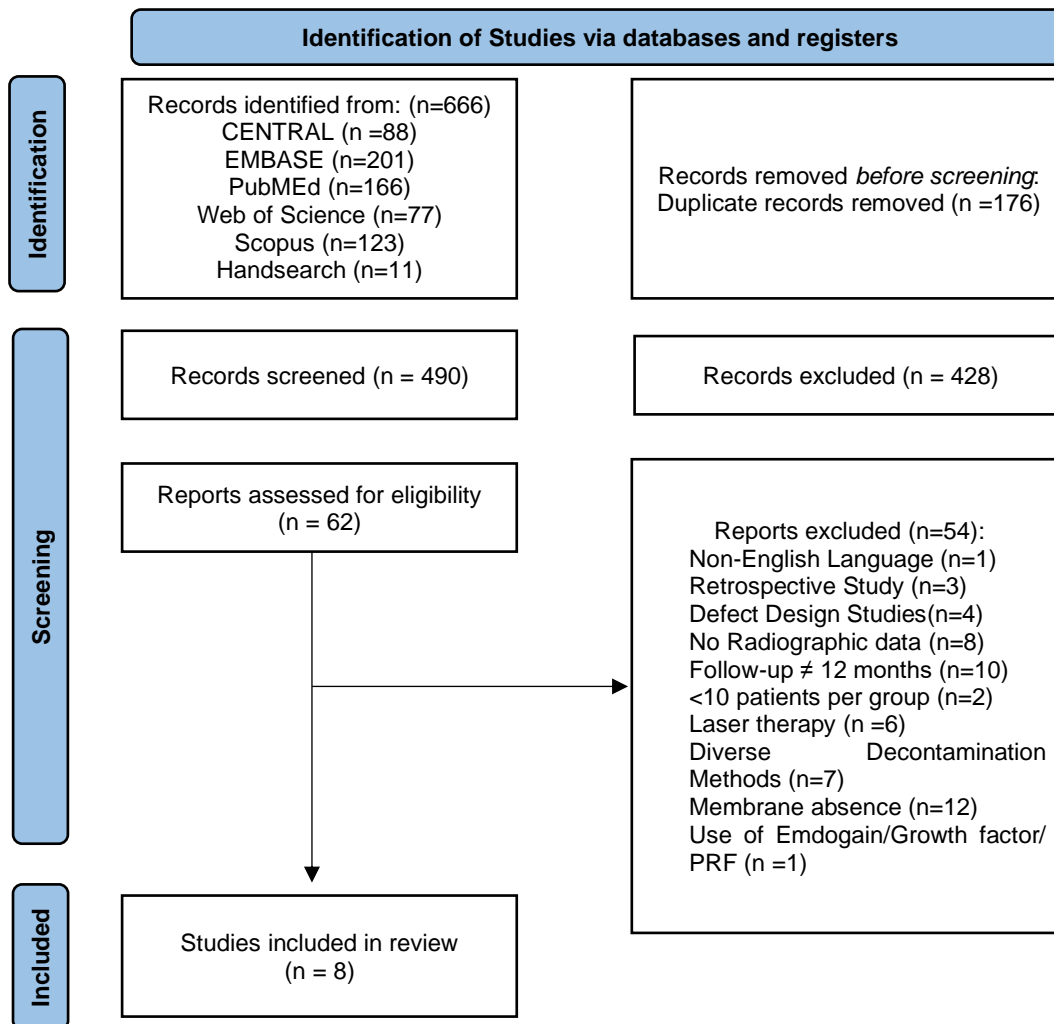 Identification of Studies via databases and registers
Identification
Records identified from: (n=666)
CENTRAL (n =88)
EMBASE (n=201)
PubMEd (n=166)
Web of Science (n=77)
Scopus (n=123)
Handsearch (n=11)
Records removed before screening:
Duplicate records removed (n =176)
Screening
Records screened (n = 490)
Records excluded (n = 428)
Reports assessed for eligibility
(n = 62)
Reports excluded (n=54):
Non-English Language (n=1)
Retrospective Study (n=3)
Defect Design Studies(n=4)
No Radiographic data (n=8)
Follow-up ≠ 12 months (n=10)
<10 patients per group (n=2)
Laser therapy (n =6)
Diverse Decontamination
Methods (n=7)
Membrane absence (n=12)
Use of Emdogain/Growth factor/
PRF (n =1)
Included
Studies included in review
(n = 8)